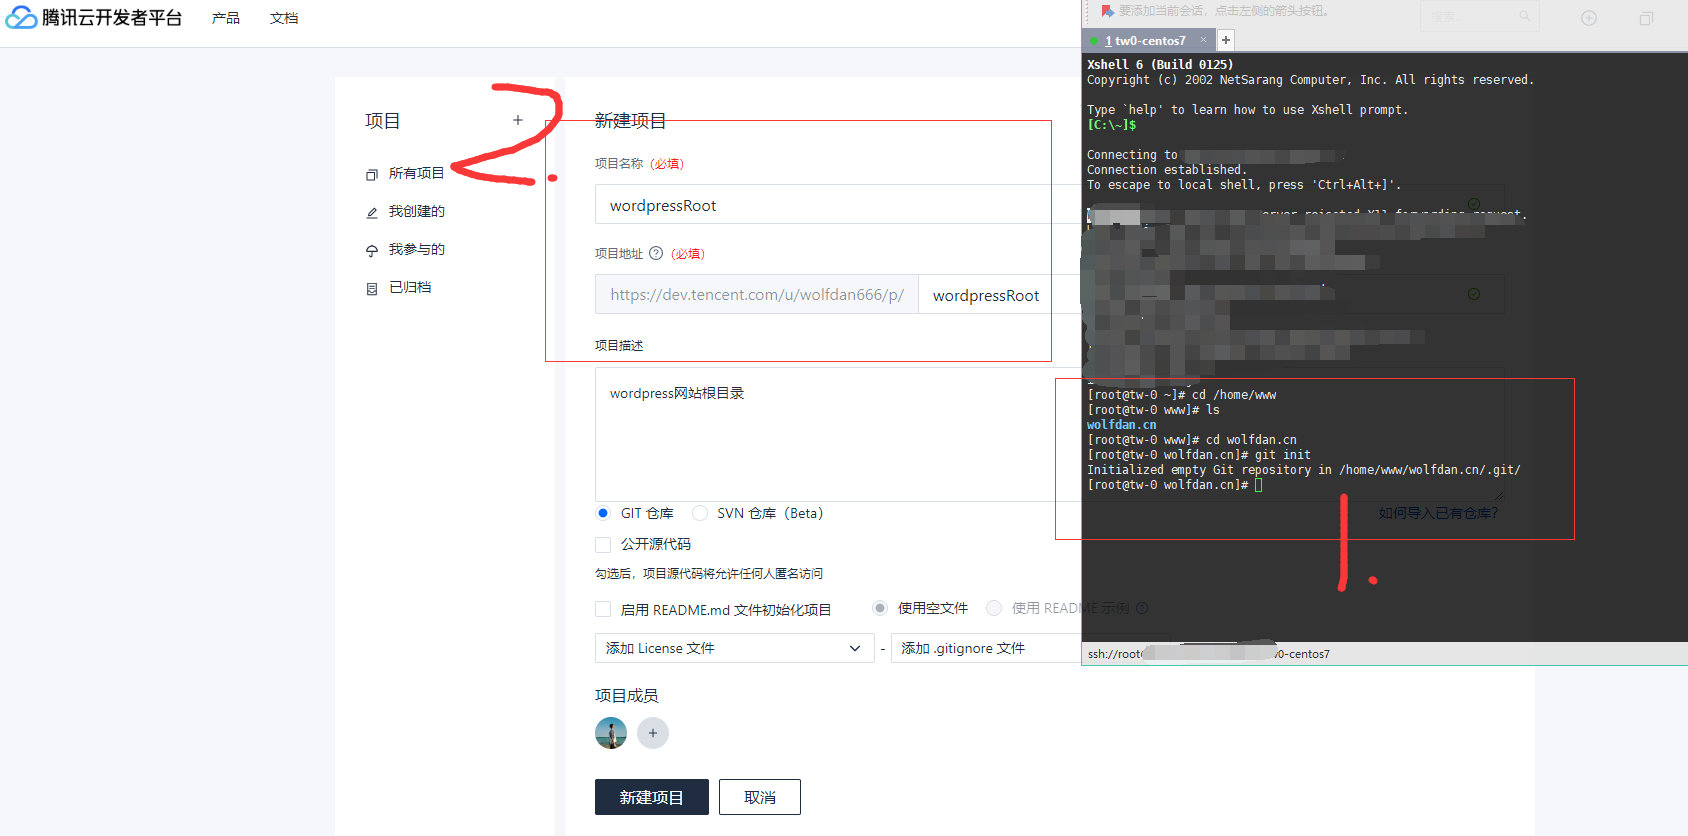 腾讯云开发者平台
产品
文档
项目
+
所有项目
我创建的
我参与的
已归档
2.
新建项目
项目名称 (必填)
wordpressRoot
项目地址 ? (必填)
https://dev.tencent.com/u/wolfdan666/p/ wordpressRoot
项目描述
wordpress网站根目录
GIT 仓库 SVN 仓库 (Beta)
如何导入已有仓库?
公开源代码
勾选后，项目源代码将允许任何人匿名访问
启用 README.md 文件初始化项目 使用空文件 使用 README 示例 ?
添加 License 文件 - 添加 .gitignore 文件
项目成员
+
新建项目 取消
要添加当前会话，点击左侧的箭头按钮。
搜索...
1 tw0-centos7 × +
Xshell 6 (Build 0125)
Copyright (c) 2002 NetSarang Computer, Inc. All rights reserved.
Type `help' to learn how to use Xshell prompt.
[C:\~]$
Connecting to
Connection established.
To escape to local shell, press 'Ctrl+Alt+]'.
[root@tw-0 ~]# cd /home/www
[root@tw-0 www]# ls
wolfdan.cn
[root@tw-0 www]# cd wolfdan.cn
[root@tw-0 wolfdan.cn]# git init
Initialized empty Git repository in /home/www/wolfdan.cn/.git/
[root@tw-0 wolfdan.cn]#
1.
ssh://root 0-centos7